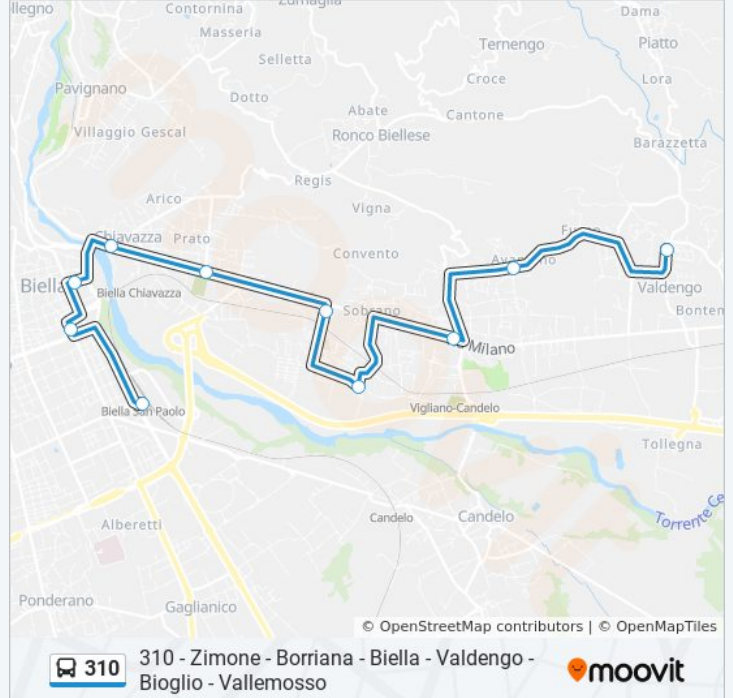 llegno
Contornina
Zumaglia
Dama
Masseria
Ternengo
Piatto
Selletta
Croce
Lora
Pavignano
Dotto
Abate
Cantone
Villaggio Gescal
Ronco Biellese
Barazzetta
Regis
Arico
Vigna
Chiavazza
Prato
Convento
Biella
Biella Chiavazza
Valdengo
Sobrano
Bonten
Milano
Biella San Paolo
Vigliano-Candelo
Tollegna
Alberetti
Candelo
Candelo
Torrente Ce
Ponderano
Gaglianico
© OpenStreetMap contributors | © OpenMapTiles
310
310 - Zimone - Borriana - Biella - Valdengo -
Bioglio - Vallemosso
moovit